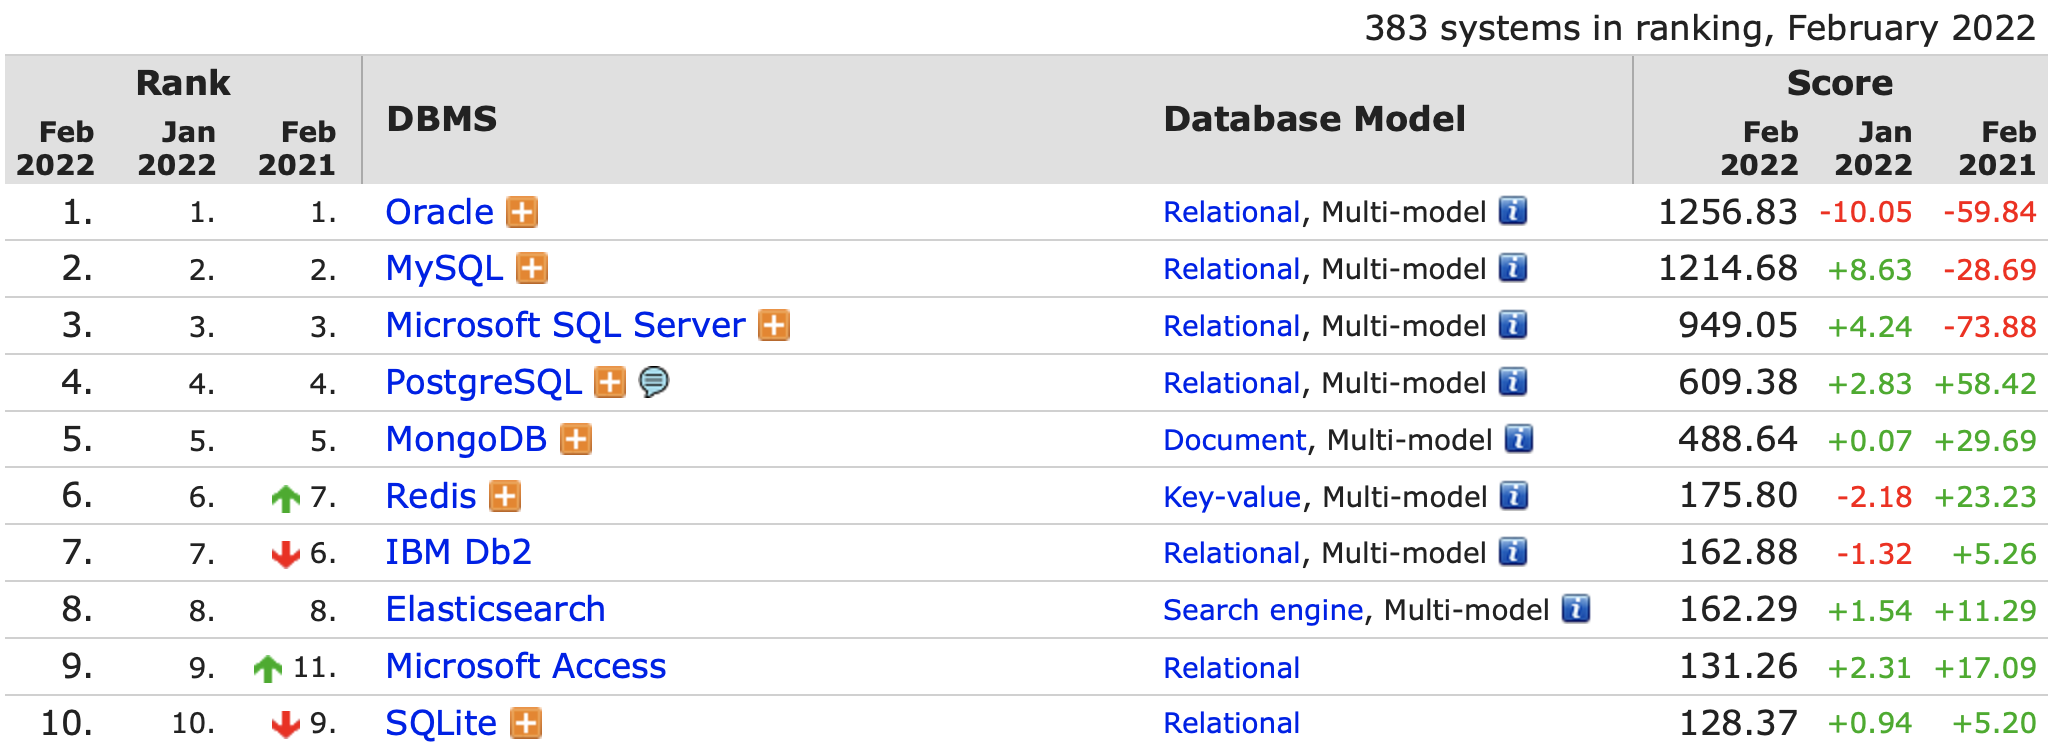 383 systems in ranking, February 2022
Rank DBMS Database Model Score
Feb 2022 Jan 2022 Feb 2021 Feb 2022 Jan 2022 Feb 2021
1. 1. 1. Oracle Relational, Multi-model 1256.83 -10.05 -59.84
2. 2. 2. MySQL Relational, Multi-model 1214.68 +8.63 -28.69
3. 3. 3. Microsoft SQL Server Relational, Multi-model 949.05 +4.24 -73.88
4. 4. 4. PostgreSQL Relational, Multi-model 609.38 +2.83 +58.42
5. 5. 5. MongoDB Document, Multi-model 488.64 +0.07 +29.69
6. 6. 7. Redis Key-value, Multi-model 175.80 -2.18 +23.23
7. 7. 6. IBM Db2 Relational, Multi-model 162.88 -1.32 +5.26
8. 8. 8. Elasticsearch Search engine, Multi-model 162.29 +1.54 +11.29
9. 9. 11. Microsoft Access Relational 131.26 +2.31 +17.09
10. 10. 9. SQLite Relational 128.37 +0.94 +5.20